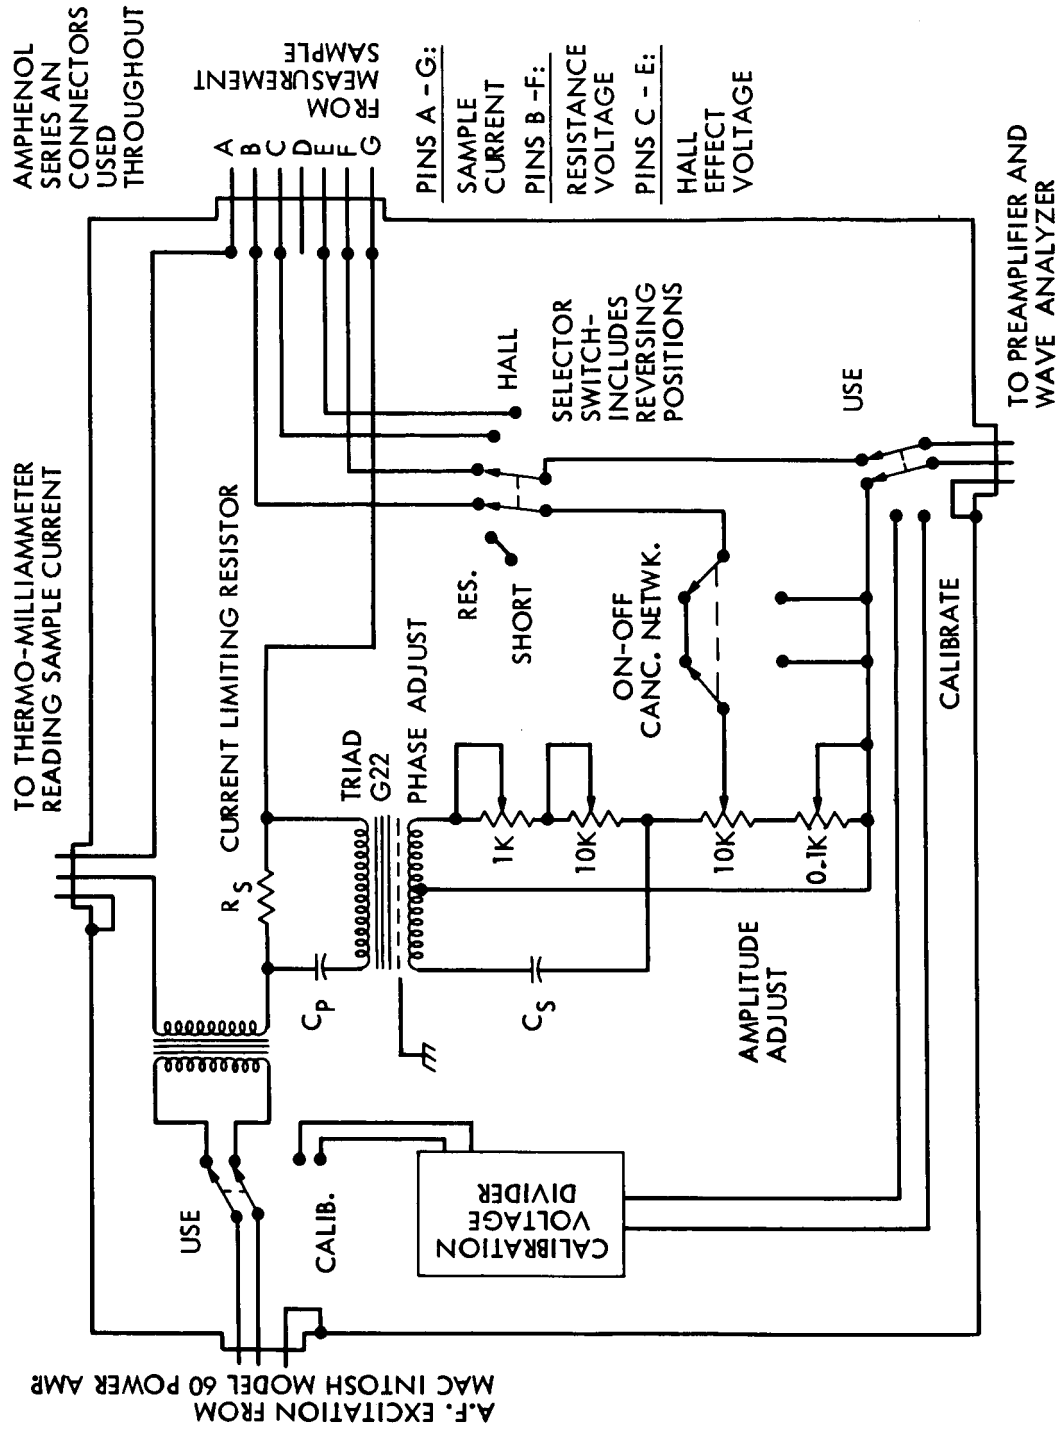 AMPHENOL
SERIES AN
CONNECTORS
USED
THROUGHOUT
FROM
MEASUREMENT
SAMPLE
A
B
C
D
E
F
G
PINS A - G:
SAMPLE
CURRENT
PINS B -F:
RESISTANCE
VOLTAGE
PINS C - E:
HALL
EFFECT
VOLTAGE
TO THERMO-MILLIAMMETER
READING SAMPLE CURRENT
CURRENT LIMITING RESISTOR
RS
HALL
SELECTOR
SWITCH-
INCLUDES
REVERSING
POSITIONS
USE
TO PREAMPLIFIER AND
WAVE ANALYZER
RES.
SHORT
ON-OFF
CANC. NETWK.
CALIBRATE
TRIAD
G22
PHASE ADJUST
1K
10K
10K
0.1K
CP
CS
AMPLITUDE
ADJUST
USE
CALIB.
CALIBRATION
VOLTAGE
DIVIDER
A.F. EXCITATION FROM
MAC INTOSH MODEL 60 POWER AMP.